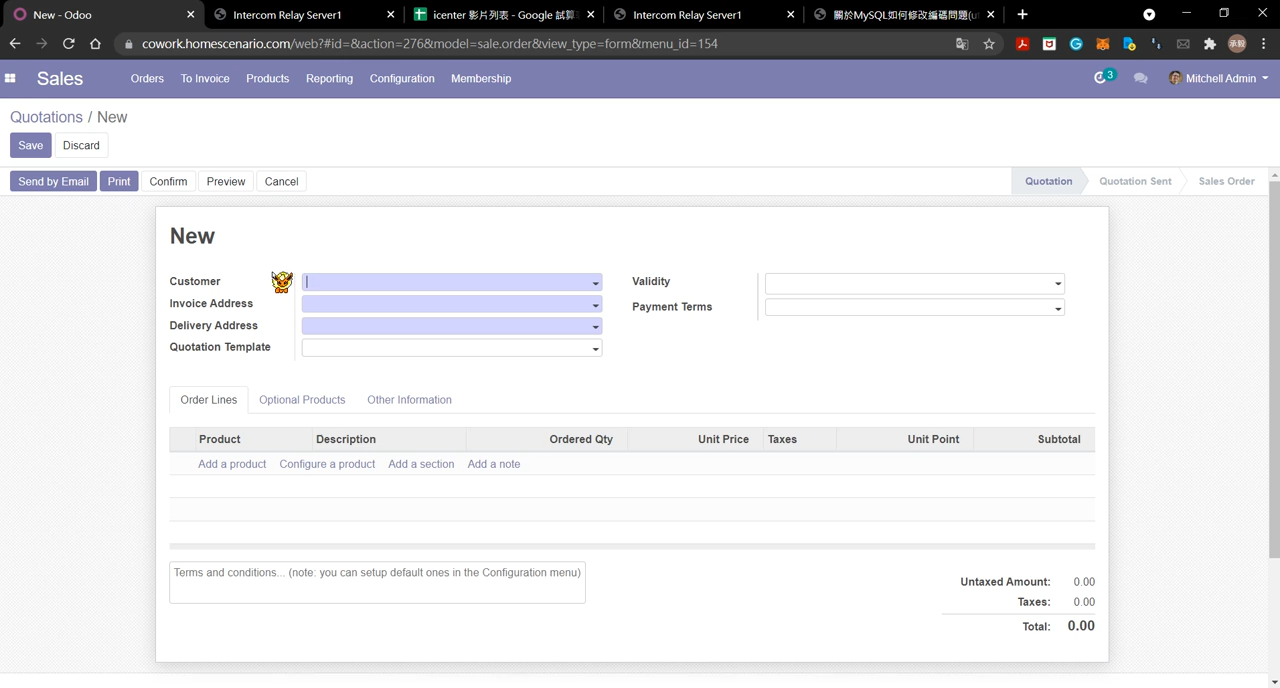 New - Odoo
Intercom Relay Server1
icenter 影片列表 - Google 試算
Intercom Relay Server1
關於MySQL如何修改編碼問題(ut
cowork.homescenario.com/web?#id=&action=276&model=sale.order&view_type=form&menu_id=154
承毅
Sales
Orders
To Invoice
Products
Reporting
Configuration
Membership
3
Mitchell Admin
Quotations / New
Save
Discard
Send by Email
Print
Confirm
Preview
Cancel
Quotation
Quotation Sent
Sales Order
New
Customer
Validity
Invoice Address
Payment Terms
Delivery Address
Quotation Template
Order Lines
Optional Products
Other Information
Product
Description
Ordered Qty
Unit Price
Taxes
Unit Point
Subtotal
Add a product
Configure a product
Add a section
Add a note
Terms and conditions... (note: you can setup default ones in the Configuration menu)
Untaxed Amount: 0.00
Taxes: 0.00
Total: 0.00